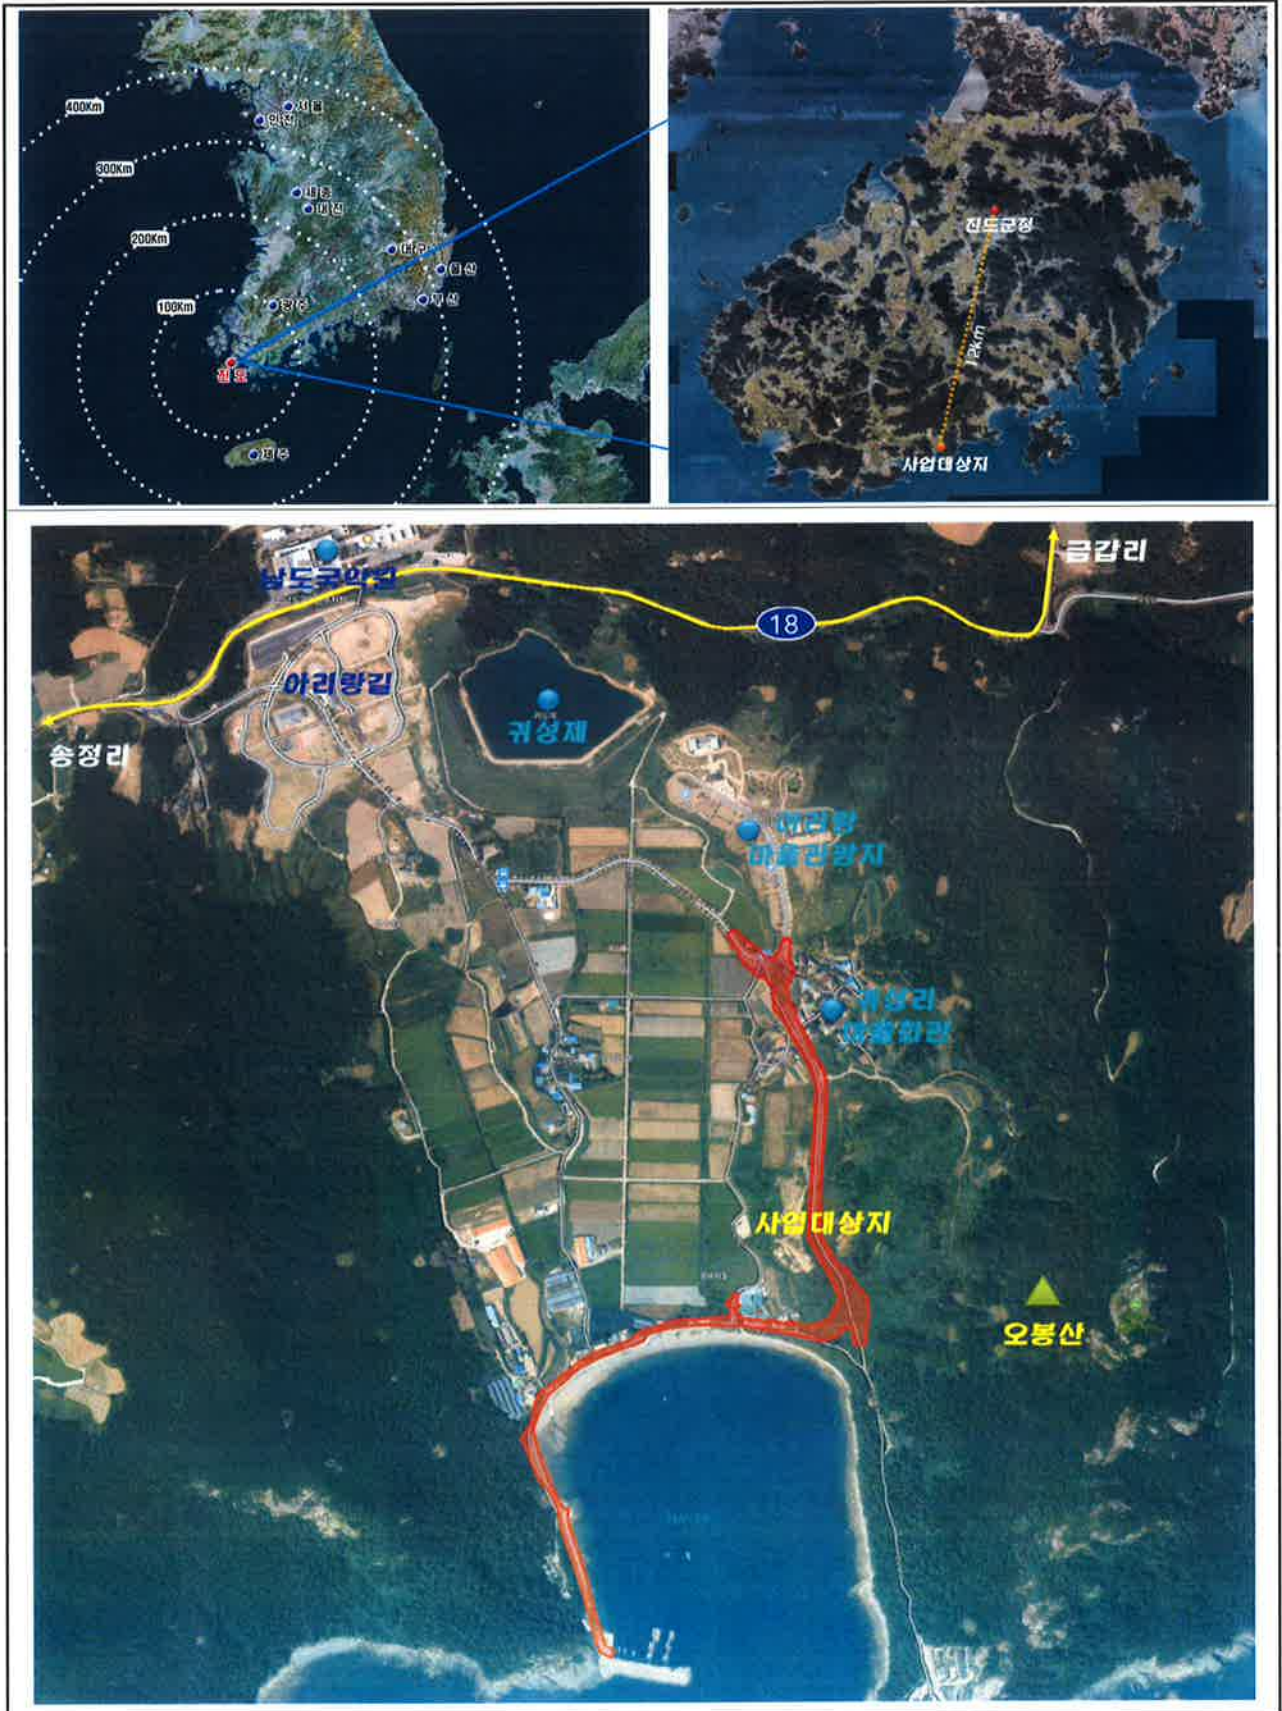 400Km
서울
인천
300Km
세종
대전
200Km
대구
울산
100Km
광주
부산
진도
제주
진도군청
12km
사업대상지
금갑리
남도국악원
18
아리랑길
귀성제
송정리
아리랑
마을관광지
귀성리
마을회관
사업대상지
오봉산